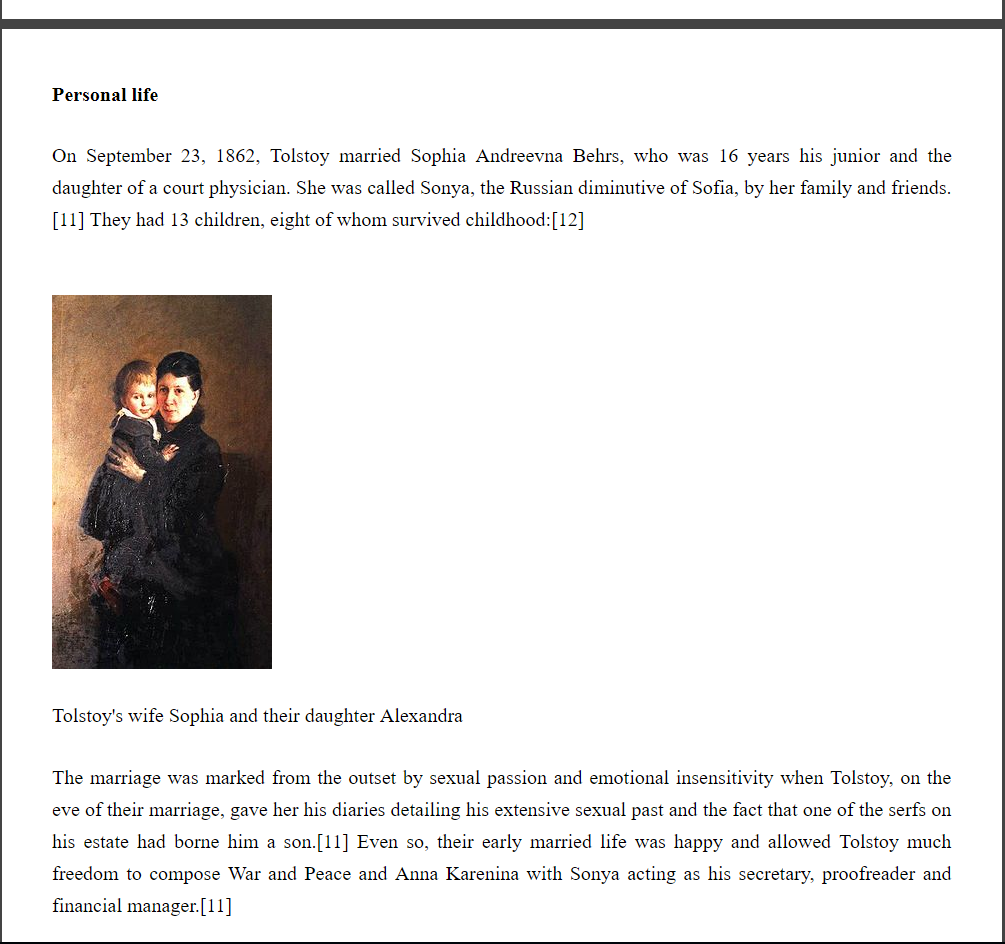 Personal life
On September 23, 1862, Tolstoy married Sophia Andreevna Behrs, who was 16 years his junior and the
daughter of a court physician. She was called Sonya, the Russian diminutive of Sofia, by her family and friends.
[11] They had 13 children, eight of whom survived childhood:[12]
Tolstoy's wife Sophia and their daughter Alexandra
The marriage was marked from the outset by sexual passion and emotional insensitivity when Tolstoy, on the
eve of their marriage, gave her his diaries detailing his extensive sexual past and the fact that one of the serfs on
his estate had borne him a son.[11] Even so, their early married life was happy and allowed Tolstoy much
freedom to compose War and Peace and Anna Karenina with Sonya acting as his secretary, proofreader and
financial manager.[11]